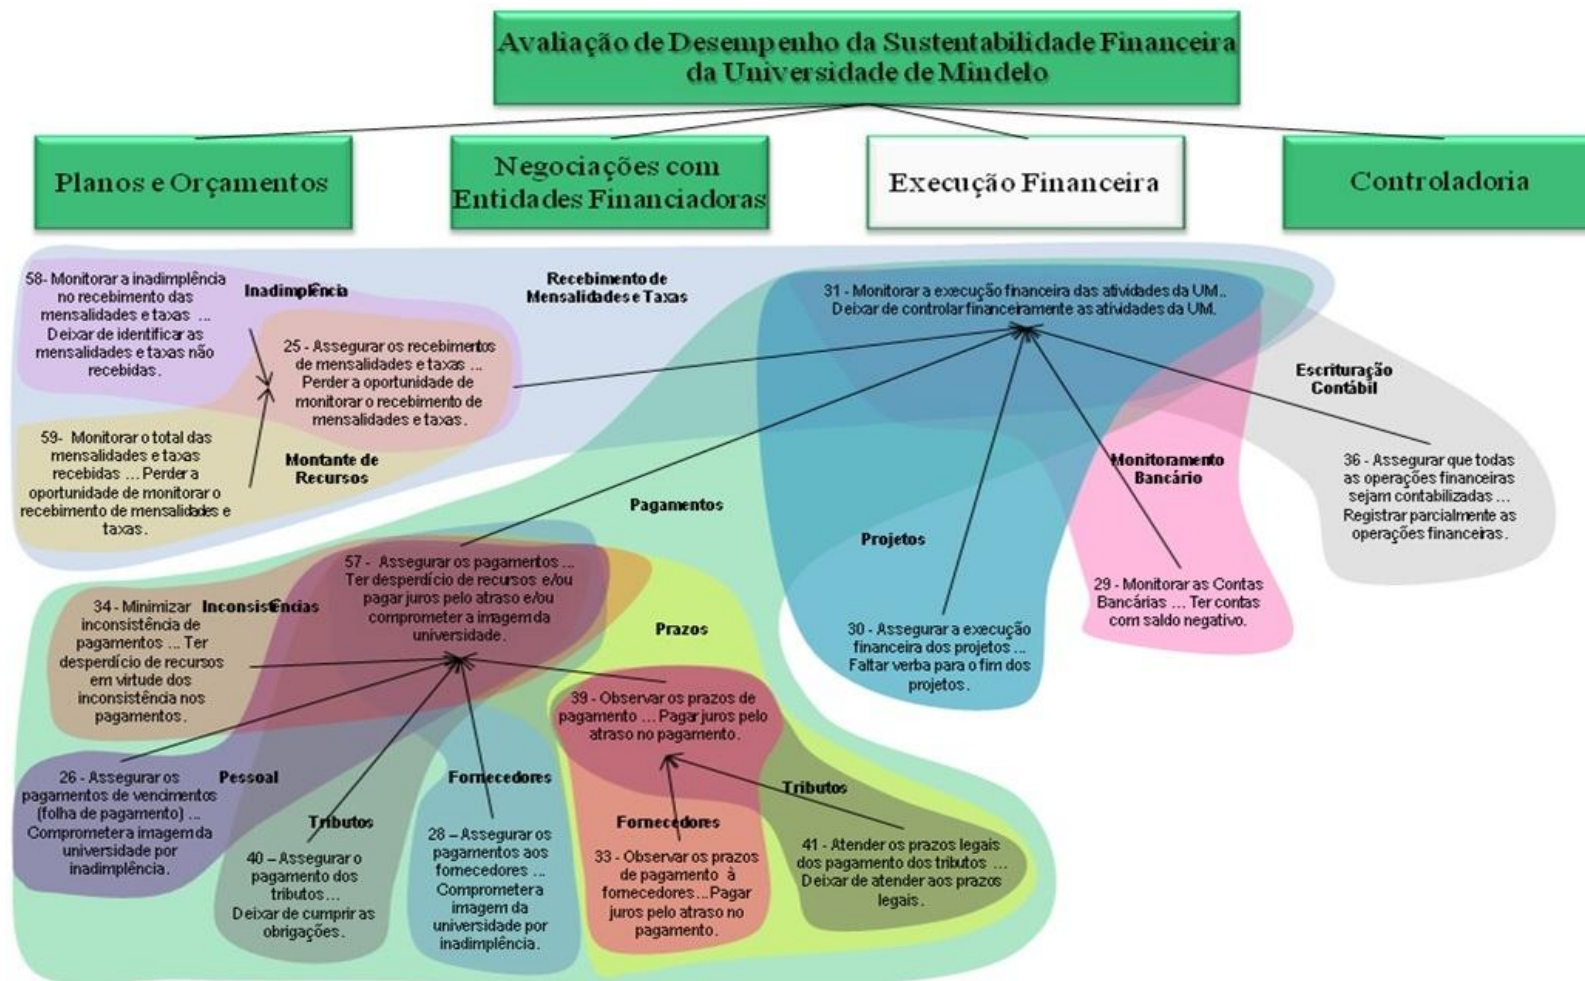 Avaliação de Desempenho da Sustentabilidade Financeira
da Universidade de Mindelo
Planos e Orçamentos
Negociações com
Entidades Financiadoras
Execução Financeira
Controladoria
58- Monitorar a inadimplência
no recebimento das
mensalidades e taxas ...
Deixar de identificar as
mensalidades e taxas não
recebidas.
Inadimplência
Recebimento de
Mensalidades e Taxas
31 - Monitorar a execução financeira das atividades da UM..
Deixar de controlar financeiramente as atividades da UM.
25 - Assegurar os recebimentos
de mensalidades e taxas ...
Perder a oportunidade de
monitorar o recebimento de
mensalidades e taxas.
Escrituração
Contábil
59- Monitorar o total das
mensalidades e taxas
recebidas ... Perder a
oportunidade de monitorar o
recebimento de mensalidades e
taxas.
Montante de
Recursos
Monitoramento
Bancário
36 - Assegurar que todas
as operações financeiras
sejam contabilizadas ...
Registrar parcialmente as
operações financeiras.
Pagamentos
Projetos
57 - Assegurar os pagamentos ...
Ter desperdício de recursos e/ou
pagar juros pelo atraso e/ou
comprometer a imagem da
universidade.
29 - Monitorar as Contas
Bancárias ... Ter contas
com saldo negativo.
34 - Minimizar
inconsistência de
pagamentos ... Ter
desperdício de recursos
em virtude dos
inconsistência nos
pagamentos.
Inconsistências
Prazos
30 - Assegurar a execução
financeira dos projetos ...
Faltar verba para o fim dos
projetos.
39 - Observar os prazos de
pagamento ... Pagar juros pelo
atraso no pagamento.
26 - Assegurar os
pagamentos de vencimentos
(folha de pagamento) ...
Comprometer a imagem da
universidade por
inadimplência.
Pessoal
Fornecedores
Tributos
Tributos
Fornecedores
40 – Assegurar o
pagamento dos
tributos...
Deixar de cumprir as
obrigações.
28 – Assegurar os
pagamentos aos
fornecedores ...
Comprometer a
imagem da
universidade por
inadimplência.
33 - Observar os prazos
de pagamento à
fornecedores ... Pagar
juros pelo atraso no
pagamento.
41 - Atender os prazos legais
dos pagamento dos tributos ...
Deixar de atender aos prazos
legais.